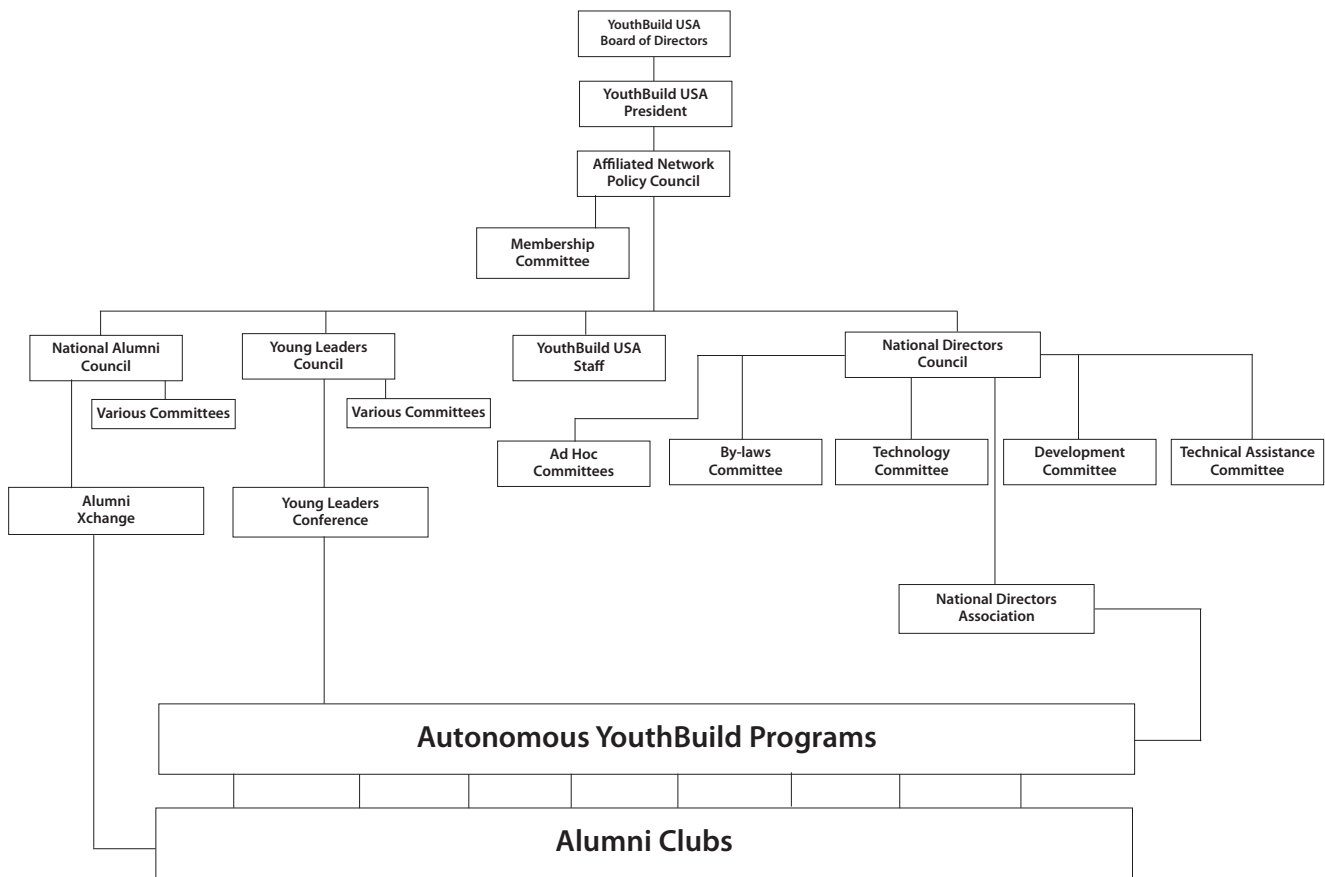 YouthBuild USA
Board of Directors
YouthBuild USA
President
Affiliated Network
Policy Council
Membership
Committee
National Alumni
Council
Young Leaders
Council
YouthBuild USA
Staff
National Directors
Council
Various Committees
Various Committees
Ad Hoc
Committees
By-laws
Committee
Technology
Committee
Development
Committee
Technical Assistance
Committee
Alumni
Xchange
Young Leaders
Conference
National Directors
Association
Autonomous YouthBuild Programs
Alumni Clubs